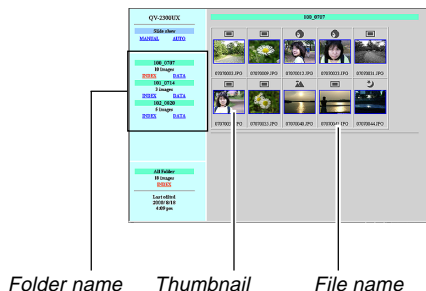 QV-2300UX
Slide show
MANUAL AUTO
100_0707
10 images
INDEX DATA
101_0714
3 images
INDEX DATA
102_0820
5 images
INDEX DATA
All Folder
18 images
INDEX
Last edited
2000/ 8/18
4:09 pm
100_0707
07070003.JPG 07070009.JPG 07070012.JPG 07070023.JPG 07070031.JPG
07070033.JPG 07070040.JPG 07070044.JPG
Folder name Thumbnail File name